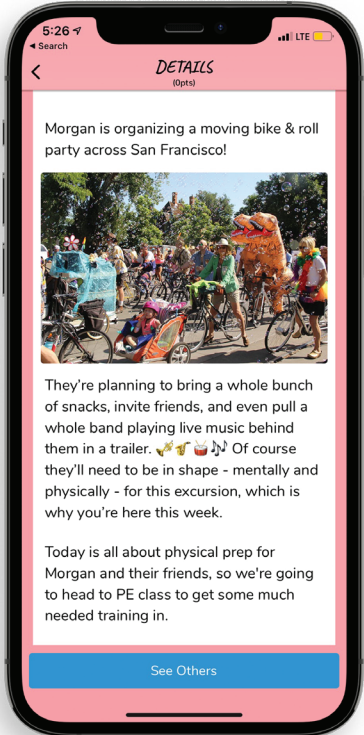 5:26
◄ Search
LTE
DETAILS
(0pts)
Morgan is organizing a moving bike & roll
party across San Francisco!
They're planning to bring a whole bunch
of snacks, invite friends, and even pull a
whole band playing live music behind
them in a trailer. 🎺🎷🥁🎶 Of course
they'll need to be in shape - mentally and
physically - for this excursion, which is
why you're here this week.
Today is all about physical prep for
Morgan and their friends, so we're going
to head to PE class to get some much
needed training in.
See Others